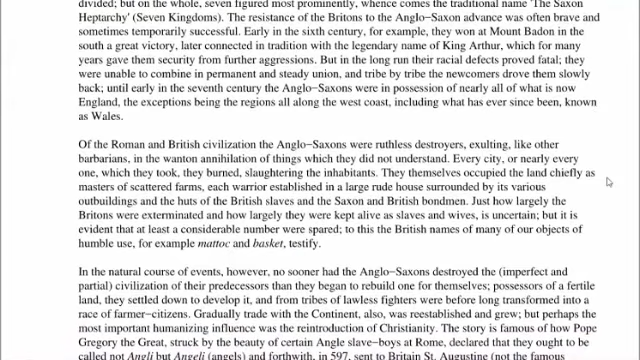 divided; but on the whole, seven figured most prominently, whence comes the traditional name 'The Saxon
Heptarchy' (Seven Kingdoms). The resistance of the Britons to the Anglo−Saxon advance was often brave and
sometimes temporarily successful. Early in the sixth century, for example, they won at Mount Badon in the
south a great victory, later connected in tradition with the legendary name of King Arthur, which for many
years gave them security from further aggressions. But in the long run their racial defects proved fatal; they
were unable to combine in permanent and steady union, and tribe by tribe the newcomers drove them slowly
back; until early in the seventh century the Anglo−Saxons were in possession of nearly all of what is now
England, the exceptions being the regions all along the west coast, including what has ever since been, known
as Wales.
Of the Roman and British civilization the Anglo−Saxons were ruthless destroyers, exulting, like other
barbarians, in the wanton annihilation of things which they did not understand. Every city, or nearly every
one, which they took, they burned, slaughtering the inhabitants. They themselves occupied the land chiefly as
masters of scattered farms, each warrior established in a large rude house surrounded by its various
outbuildings and the huts of the British slaves and the Saxon and British bondmen. Just how largely the
Britons were exterminated and how largely they were kept alive as slaves and wives, is uncertain; but it is
evident that at least a considerable number were spared; to this the British names of many of our objects of
humble use, for example mattoc and basket, testify.
In the natural course of events, however, no sooner had the Anglo−Saxons destroyed the (imperfect and
partial) civilization of their predecessors than they began to rebuild one for themselves; possessors of a fertile
land, they settled down to develop it, and from tribes of lawless fighters were before long transformed into a
race of farmer−citizens. Gradually trade with the Continent, also, was reestablished and grew; but perhaps the
most important humanizing influence was the reintroduction of Christianity. The story is famous of how Pope
Gregory the Great, struck by the beauty of certain Angle slave−boys at Rome, declared that they ought to be
called not Angli but Angeli (angels) and forthwith, in 597, sent to Britain St. Augustine (not the famous